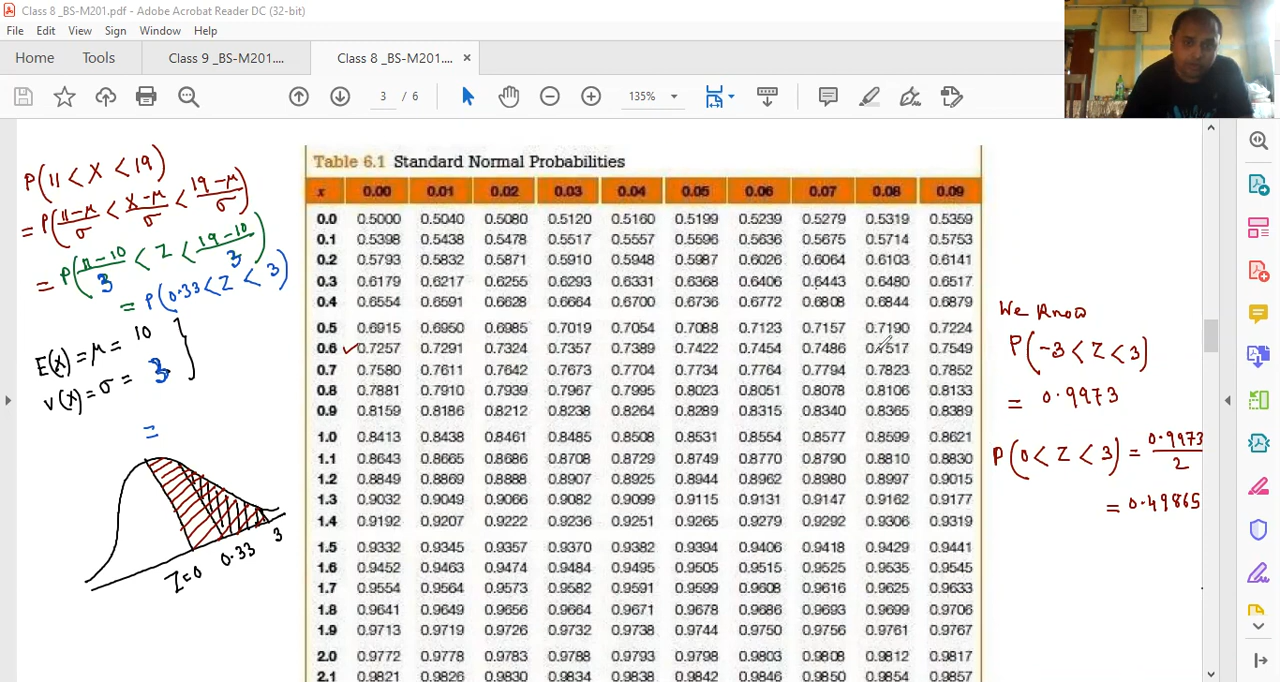 Class 8 _BS-M201.pdf - Adobe Acrobat Reader DC (32-bit)
File Edit View Sign Window Help
Home Tools Class 9 _BS-M201.... Class 8 _BS-M201.... ×
3 / 6 135%
P(11 < X < 19)
= P(11-μ/σ < X-μ/σ < 19-μ/σ)
= P(11-10/3 < Z < 19-10/3)
= P(0.33 < Z < 3)
E(X) = μ = 10
V(X) = σ = 3
=
Z=0 0.33 3
Table 6.1 Standard Normal Probabilities
x 0.00 0.01 0.02 0.03 0.04 0.05 0.06 0.07 0.08 0.09
0.0 0.5000 0.5040 0.5080 0.5120 0.5160 0.5199 0.5239 0.5279 0.5319 0.5359
0.1 0.5398 0.5438 0.5478 0.5517 0.5557 0.5596 0.5636 0.5675 0.5714 0.5753
0.2 0.5793 0.5832 0.5871 0.5910 0.5948 0.5987 0.6026 0.6064 0.6103 0.6141
0.3 0.6179 0.6217 0.6255 0.6293 0.6331 0.6368 0.6406 0.6443 0.6480 0.6517
0.4 0.6554 0.6591 0.6628 0.6664 0.6700 0.6736 0.6772 0.6808 0.6844 0.6879
0.5 0.6915 0.6950 0.6985 0.7019 0.7054 0.7088 0.7123 0.7157 0.7190 0.7224
0.6 ✓ 0.7257 0.7291 0.7324 0.7357 0.7389 0.7422 0.7454 0.7486 0.7517 0.7549
0.7 0.7580 0.7611 0.7642 0.7673 0.7704 0.7734 0.7764 0.7794 0.7823 0.7852
0.8 0.7881 0.7910 0.7939 0.7967 0.7995 0.8023 0.8051 0.8078 0.8106 0.8133
0.9 0.8159 0.8186 0.8212 0.8238 0.8264 0.8289 0.8315 0.8340 0.8365 0.8389
1.0 0.8413 0.8438 0.8461 0.8485 0.8508 0.8531 0.8554 0.8577 0.8599 0.8621
1.1 0.8643 0.8665 0.8686 0.8708 0.8729 0.8749 0.8770 0.8790 0.8810 0.8830
1.2 0.8849 0.8869 0.8888 0.8907 0.8925 0.8944 0.8962 0.8980 0.8997 0.9015
1.3 0.9032 0.9049 0.9066 0.9082 0.9099 0.9115 0.9131 0.9147 0.9162 0.9177
1.4 0.9192 0.9207 0.9222 0.9236 0.9251 0.9265 0.9279 0.9292 0.9306 0.9319
1.5 0.9332 0.9345 0.9357 0.9370 0.9382 0.9394 0.9406 0.9418 0.9429 0.9441
1.6 0.9452 0.9463 0.9474 0.9484 0.9495 0.9505 0.9515 0.9525 0.9535 0.9545
1.7 0.9554 0.9564 0.9573 0.9582 0.9591 0.9599 0.9608 0.9616 0.9625 0.9633
1.8 0.9641 0.9649 0.9656 0.9664 0.9671 0.9678 0.9686 0.9693 0.9699 0.9706
1.9 0.9713 0.9719 0.9726 0.9732 0.9738 0.9744 0.9750 0.9756 0.9761 0.9767
2.0 0.9772 0.9778 0.9783 0.9788 0.9793 0.9798 0.9803 0.9808 0.9812 0.9817
2.1 0.9821 0.9826 0.9830 0.9834 0.9838 0.9842 0.9846 0.9850 0.9854 0.9857
We Know
P(-3 < Z < 3)
= 0.9973
P(0 < Z < 3) = 0.9973/2
= 0.49865